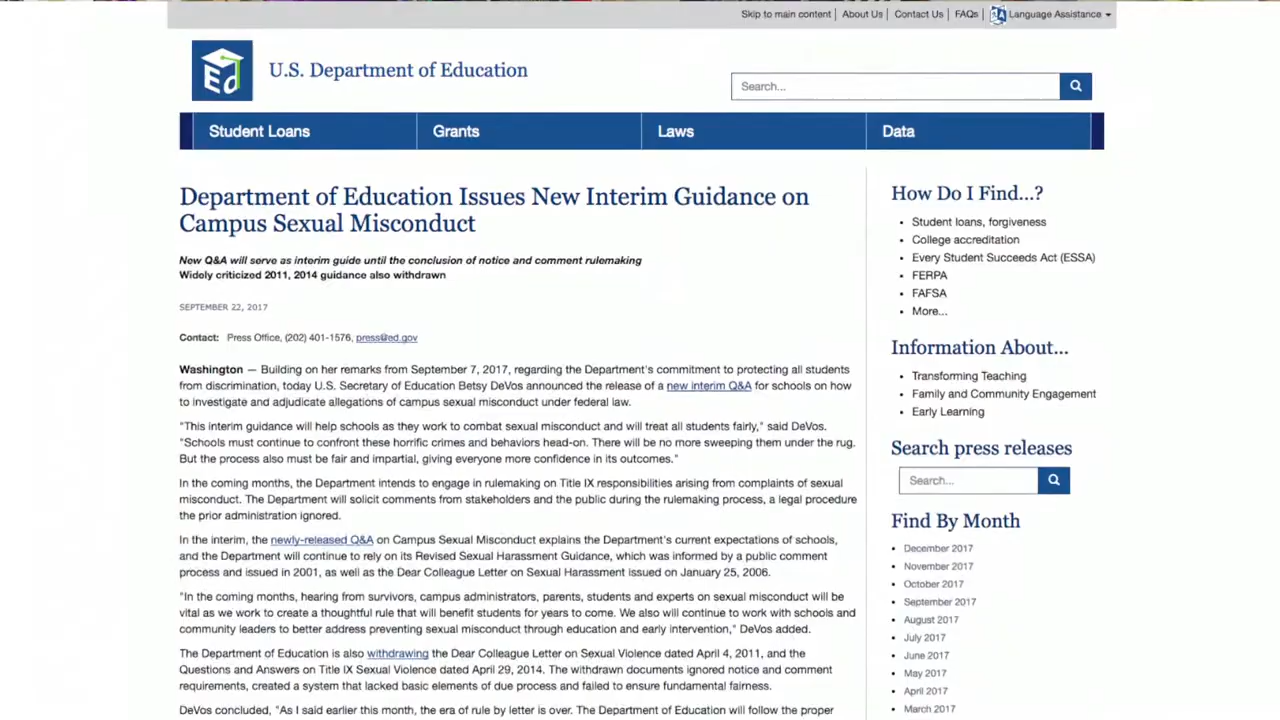 Skip to main content | About Us | Contact Us | FAQs | Language Assistance
Ed
U.S. Department of Education
Search...
Student Loans
Grants
Laws
Data
Department of Education Issues New Interim Guidance on
Campus Sexual Misconduct
New Q&A will serve as interim guide until the conclusion of notice and comment rulemaking
Widely criticized 2011, 2014 guidance also withdrawn
SEPTEMBER 22, 2017
Contact: Press Office, (202) 401-1576, press@ed.gov
Washington — Building on her remarks from September 7, 2017, regarding the Department's commitment to protecting all students
from discrimination, today U.S. Secretary of Education Betsy DeVos announced the release of a new interim Q&A for schools on how
to investigate and adjudicate allegations of campus sexual misconduct under federal law.
"This interim guidance will help schools as they work to combat sexual misconduct and will treat all students fairly," said DeVos.
"Schools must continue to confront these horrific crimes and behaviors head-on. There will be no more sweeping them under the rug.
But the process also must be fair and impartial, giving everyone more confidence in its outcomes."
In the coming months, the Department intends to engage in rulemaking on Title IX responsibilities arising from complaints of sexual
misconduct. The Department will solicit comments from stakeholders and the public during the rulemaking process, a legal procedure
the prior administration ignored.
In the interim, the newly-released Q&A on Campus Sexual Misconduct explains the Department's current expectations of schools,
and the Department will continue to rely on its Revised Sexual Harassment Guidance, which was informed by a public comment
process and issued in 2001, as well as the Dear Colleague Letter on Sexual Harassment issued on January 25, 2006.
"In the coming months, hearing from survivors, campus administrators, parents, students and experts on sexual misconduct will be
vital as we work to create a thoughtful rule that will benefit students for years to come. We also will continue to work with schools and
community leaders to better address preventing sexual misconduct through education and early intervention," DeVos added.
The Department of Education is also withdrawing the Dear Colleague Letter on Sexual Violence dated April 4, 2011, and the
Questions and Answers on Title IX Sexual Violence dated April 29, 2014. The withdrawn documents ignored notice and comment
requirements, created a system that lacked basic elements of due process and failed to ensure fundamental fairness.
DeVos concluded, "As I said earlier this month, the era of rule by letter is over. The Department of Education will follow the proper
How Do I Find...?
Student loans, forgiveness
College accreditation
Every Student Succeeds Act (ESSA)
FERPA
FAFSA
More...
Information About...
Transforming Teaching
Family and Community Engagement
Early Learning
Search press releases
Search...
Find By Month
December 2017
November 2017
October 2017
September 2017
August 2017
July 2017
June 2017
May 2017
April 2017
March 2017